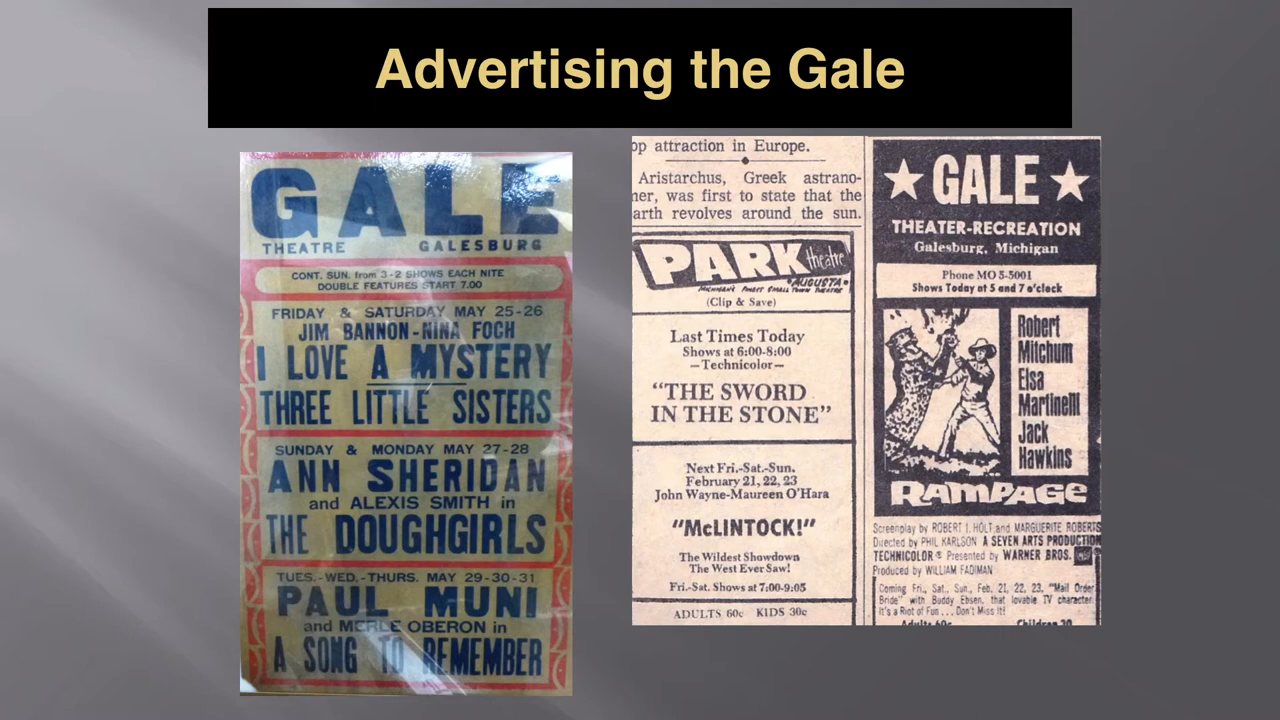 Advertising the Gale
GALE
THEATRE GALESBURG
CONT. SUN. from 3-2 SHOWS EACH NITE
DOUBLE FEATURES START 7.00
FRIDAY & SATURDAY MAY 25-26
JIM BANNON-NINA FOCH
I LOVE A MYSTERY
THREE LITTLE SISTERS
SUNDAY & MONDAY MAY 27-28
ANN SHERIDAN
and ALEXIS SMITH in
THE DOUGHGIRLS
TUES.-WED.-THURS. MAY 29-30-31
PAUL MUNI
and MERLE OBERON in
A SONG TO REMEMBER
op attraction in Europe.
Aristarchus, Greek astrono-
mer, was first to state that the
arth revolves around the sun.
PARK theatre
"AUGUSTA"
MICHIGAN'S FINEST SMALL TOWN THEATRE
(Clip & Save)
Last Times Today
Shows at 6:00-8:00
—Technicolor—
"THE SWORD
IN THE STONE"
Next Fri.-Sat.-Sun.
February 21, 22, 23
John Wayne-Maureen O'Hara
"McLINTOCK!"
The Wildest Showdown
The West Ever Saw!
Fri.-Sat. Shows at 7:00-9:05
ADULTS 60c KIDS 30c
★ GALE ★
THEATER-RECREATION
Galesburg, Michigan
Phone MO 5-5001
Shows Today at 5 and 7 o'clock
Robert
Mitchum
Elsa
Martinelli
Jack
Hawkins
RAMPAGE
Screenplay by ROBERT I. HOLT and MARGUERITE ROBERTS
Directed by PHIL KARLSON A SEVEN ARTS PRODUCTION
TECHNICOLOR® Presented by WARNER BROS.
Produced by WILLIAM FADIMAN
Coming Fri., Sat., Sun., Feb. 21, 22, 23, "Mail Order
Bride" with Buddy Ebsen, that lovable TV character.
It's a Riot of Fun . . . Don't Miss It!
Adults 60c Children 30